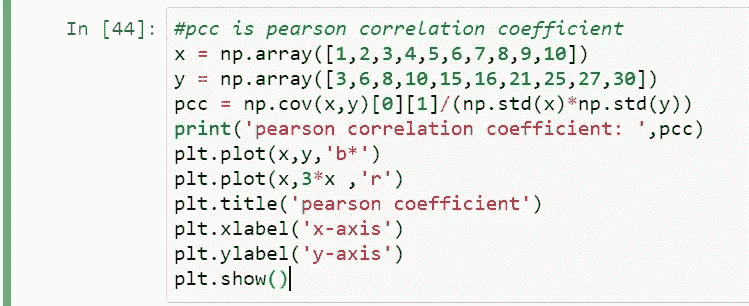 In [44]: #pcc is pearson correlation coefficient
x = np.array([1,2,3,4,5,6,7,8,9,10])
y = np.array([3,6,8,10,15,16,21,25,27,30])
pcc = np.cov(x,y)[0][1]/(np.std(x)*np.std(y))
print('pearson correlation coefficient: ',pcc)
plt.plot(x,y,'b*')
plt.plot(x,3*x ,'r')
plt.title('pearson coefficient')
plt.xlabel('x-axis')
plt.ylabel('y-axis')
plt.show()